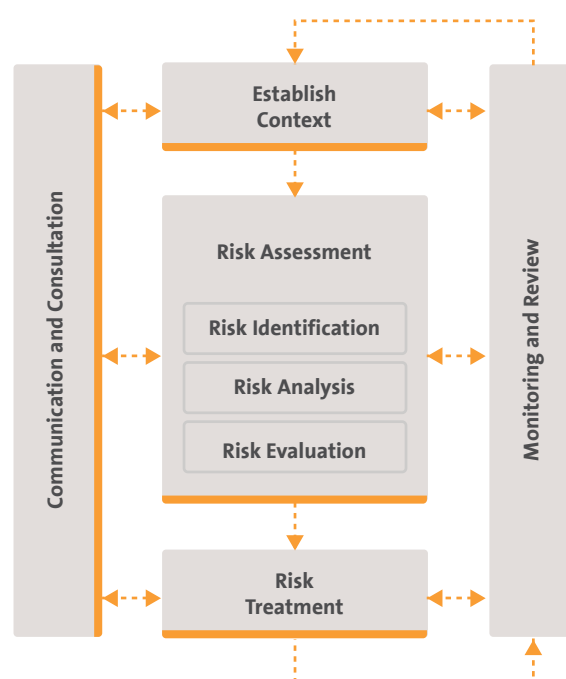 Establish
Context
Communication and Consultation
Risk Assessment
Risk Identification
Risk Analysis
Risk Evaluation
Monitoring and Review
Risk
Treatment